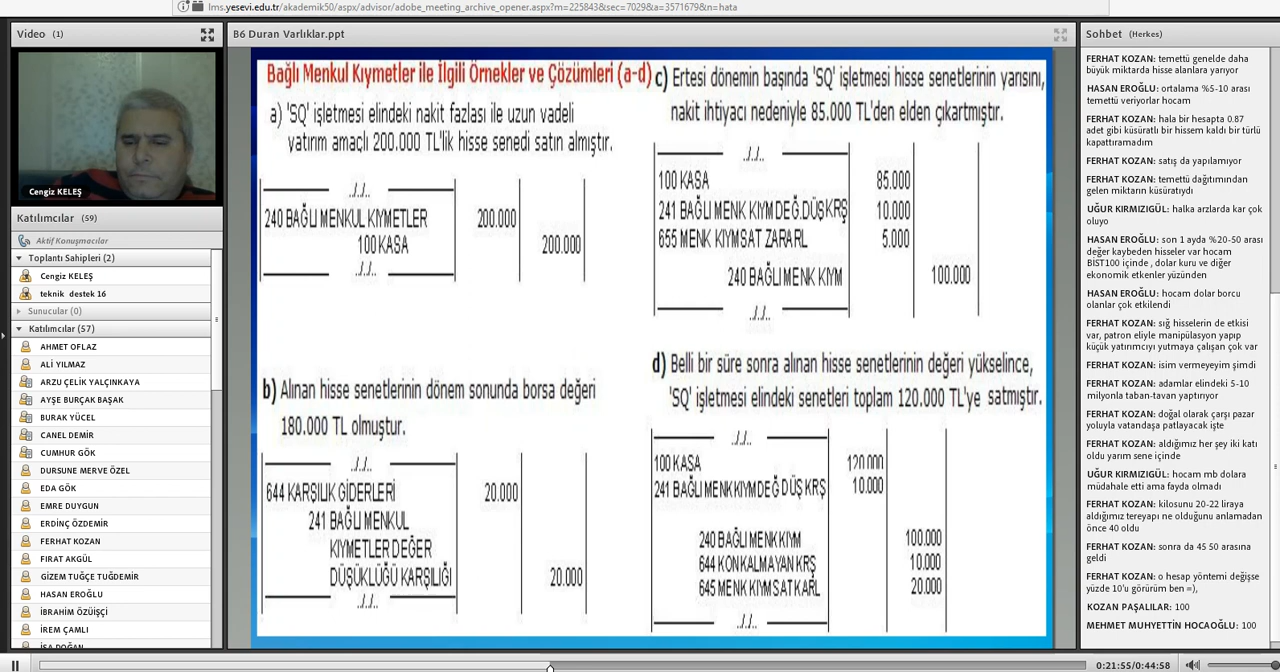 lms.yesevi.edu.tr/akademik50/aspx/advisor/adobe_meeting_archive_opener.aspx?m=225843&sec=7029&a=3571679&n=hata
Video (1)
Cengiz KELEŞ
Katılımcılar (59)
Aktif Konuşmacılar
Toplantı Sahipleri (2)
Cengiz KELEŞ
teknik destek 16
Sunucular (0)
Katılımcılar (57)
AHMET OFLAZ
ALİ YILMAZ
ARZU ÇELİK YALÇINKAYA
AYŞE BURÇAK BAŞAK
BURAK YÜCEL
CANEL DEMİR
CUMHUR GÖK
DURSUNE MERVE ÖZEL
EDA GÖK
EMRE DUYGUN
ERDİNÇ ÖZDEMİR
FERHAT KOZAN
FIRAT AKGÜL
GİZEM TUĞÇE TUĞDEMİR
HASAN EROĞLU
İBRAHİM ÖZÜİŞÇİ
İREM ÇAMLI
İSA DOĞAN
B6 Duran Varlıklar.ppt
Bağlı Menkul Kıymetler ile İlgili Örnekler ve Çözümleri (a-d)
a) 'SQ' işletmesi elindeki nakit fazlası ile uzun vadeli
yatırım amaçlı 200.000 TL'lik hisse senedi satın almıştır.
../../..
240 BAĞLI MENKUL KIYMETLER 200.000
100 KASA 200.000
../../..
b) Alınan hisse senetlerinin dönem sonunda borsa değeri
180.000 TL olmuştur.
../../..
644 KARŞILIK GİDERLERİ 20.000
241 BAĞLI MENKUL
KIYMETLER DEĞER
DÜŞÜKLÜĞÜ KARŞILIĞI 20.000
../../..
c) Ertesi dönemin başında 'SQ' işletmesi hisse senetlerinin yarısını,
nakit ihtiyacı nedeniyle 85.000 TL'den elden çıkartmıştır.
../../..
100 KASA 85.000
241 BAĞLI MENK KIYM DEĞ.DÜŞ KRŞ 10.000
655 MENK KIYM SAT ZARARL 5.000
240 BAĞLI MENK KIYM 100.000
../../..
d) Belli bir süre sonra alınan hisse senetlerinin değeri yükselince,
'SQ' işletmesi elindeki senetleri toplam 120.000 TL'ye satmıştır.
../../..
100 KASA 120.000
241 BAĞLI MENK KIYM DEĞ DÜŞ KRŞ 10.000
240 BAĞLI MENK KIYM 100.000
644 KON KALMAYAN KRŞ 10.000
645 MENK KIYM SAT KARL 20.000
../../..
Sohbet (Herkes)
FERHAT KOZAN: temettü genelde daha
büyük miktarda hisse alanlara yarıyor
HASAN EROĞLU: ortalama %5-10 arası
temettü veriyorlar hocam
FERHAT KOZAN: hala bir hesapta 0.87
adet gibi küsüratlı bir hissem kaldı bir türlü
kapattıramadım
FERHAT KOZAN: satış da yapılamıyor
FERHAT KOZAN: temettü dağıtımından
gelen miktarın küsüratıydı
UĞUR KIRMIZIGÜL: halka arzlarda kar çok
oluyo
HASAN EROĞLU: son 1 ayda %20-50 arası
değer kaybeden hisseler var hocam
BIST100 içinde , dolar kuru ve diğer
ekonomik etkenler yüzünden
HASAN EROĞLU: hocam dolar borcu
olanlar çok etkilendi
FERHAT KOZAN: sığ hisselerin de etkisi
var, patron eliyle manipülasyon yapıp
küçük yatırımcıyı yutmaya çalışan çok var
FERHAT KOZAN: isim vermeyeyim şimdi
FERHAT KOZAN: adamlar elindeki 5-10
milyonla taban-tavan yaptırıyor
FERHAT KOZAN: doğal olarak çarşı pazar
yoluyla vatandaşa patlayacak işte
FERHAT KOZAN: aldığımız her şey iki katı
oldu yarım sene içinde
UĞUR KIRMIZIGÜL: hocam mb dolara
müdahale etti ama fayda olmadı
FERHAT KOZAN: kilosunu 20-22 liraya
aldığımız tereyapı ne olduğunu anlamadan
önce 40 oldu
FERHAT KOZAN: sonra da 45 50 arasına
geldi
FERHAT KOZAN: o hesap yöntemi değişse
yüzde 10'u görürüm ben =),
KOZAN PAŞALILAR: 100
MEHMET MUHYETTİN HOCAOĞLU: 100
0:21:55/0:44:58